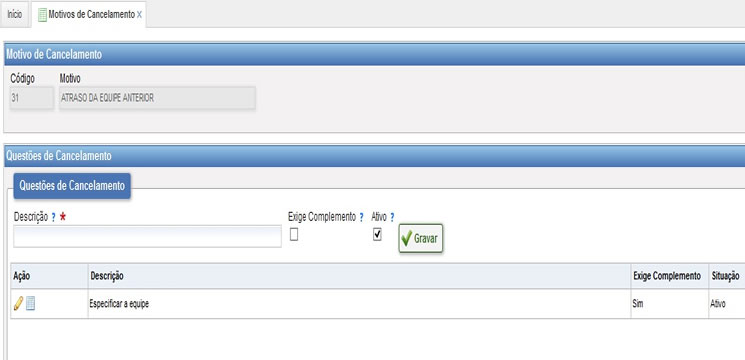 Início Motivos de Cancelamento X
Motivo de Cancelamento
Código Motivo
31 ATRASO DA EQUIPE ANTERIOR
Questões de Cancelamento
Questões de Cancelamento
Descrição ? * Exige Complemento ? Ativo ?
Gravar
Ação Descrição Exige Complemento Situação
Especificar a equipe Sim Ativo